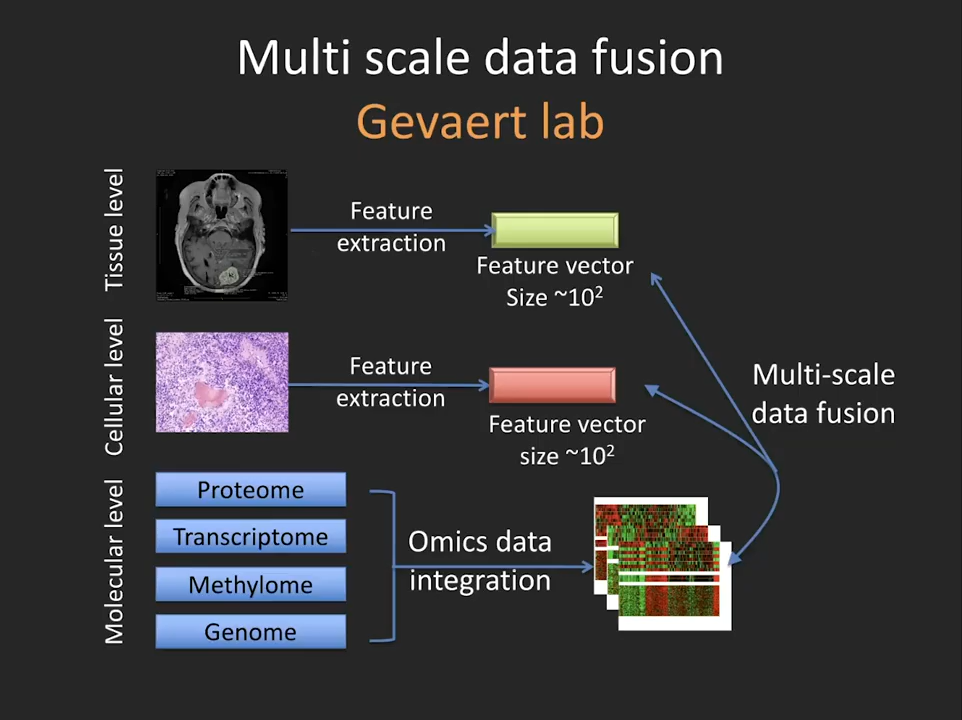 Multi scale data fusion
Gevaert lab
Tissue level
Feature
extraction
Feature vector
Size ~10²
Cellular level
Feature
extraction
Feature vector
size ~10²
Multi-scale
data fusion
Molecular level
Proteome
Transcriptome
Methylome
Genome
Omics data
integration